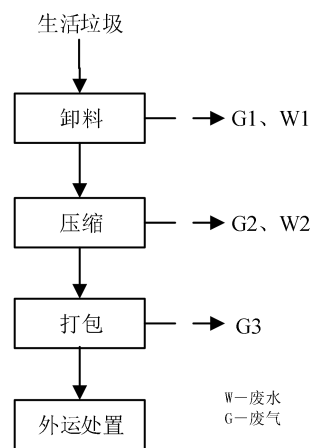 生活垃圾
卸料
G1、W1
压缩
G2、W2
打包
G3
外运处置
W—废水
G—废气